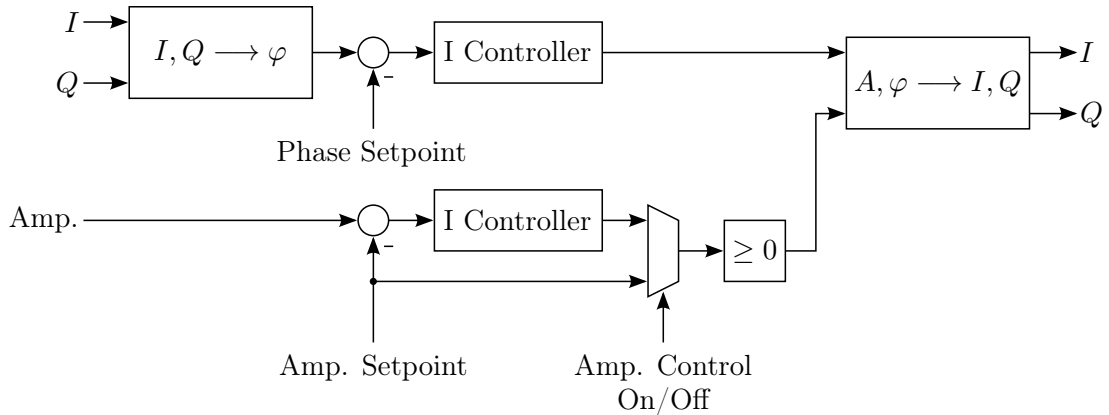 I
I, Q ⟶ φ
Q
-
I Controller
Phase Setpoint
A, φ ⟶ I, Q
I
Q
Amp.
-
I Controller
≥ 0
Amp. Setpoint
Amp. Control
On/Off